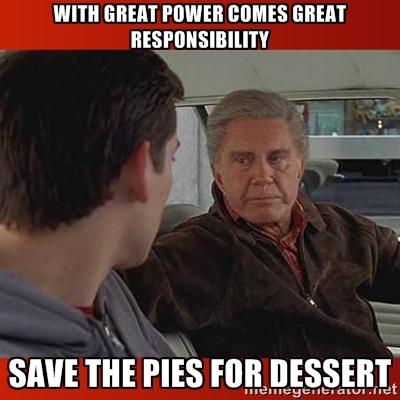 WITH GREAT POWER COMES GREAT
RESPONSIBILITY
SAVE THE PIES FOR DESSERT
memegenerator.net